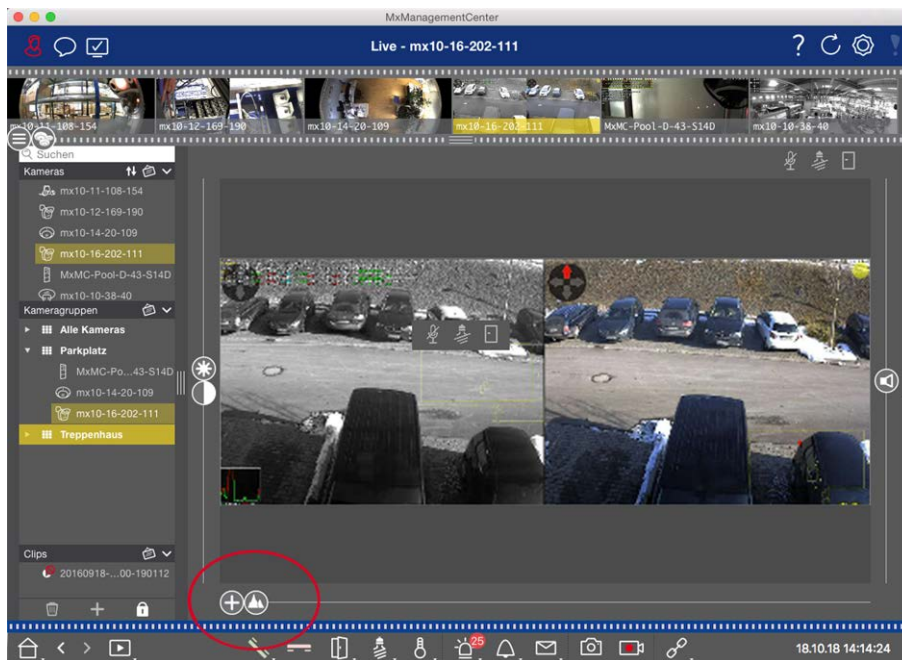 MxManagementCenter
Live - mx10-16-202-111
?
mx10-11-108-154
mx10-12-169-190
mx10-14-20-109
mx10-16-202-111
MxMC-Pool-D-43-S14D
mx10-10-38-40
Suchen
Kameras
mx10-11-108-154
mx10-12-169-190
mx10-14-20-109
mx10-16-202-111
MxMC-Pool-D-43-S14D
mx10-10-38-40
Kameragruppen
Alle Kameras
Parkplatz
MxMC-Po...43-S14D
mx10-14-20-109
mx10-16-202-111
Treppenhaus
Clips
20160918-....00-190112
25
18.10.18 14:14:24